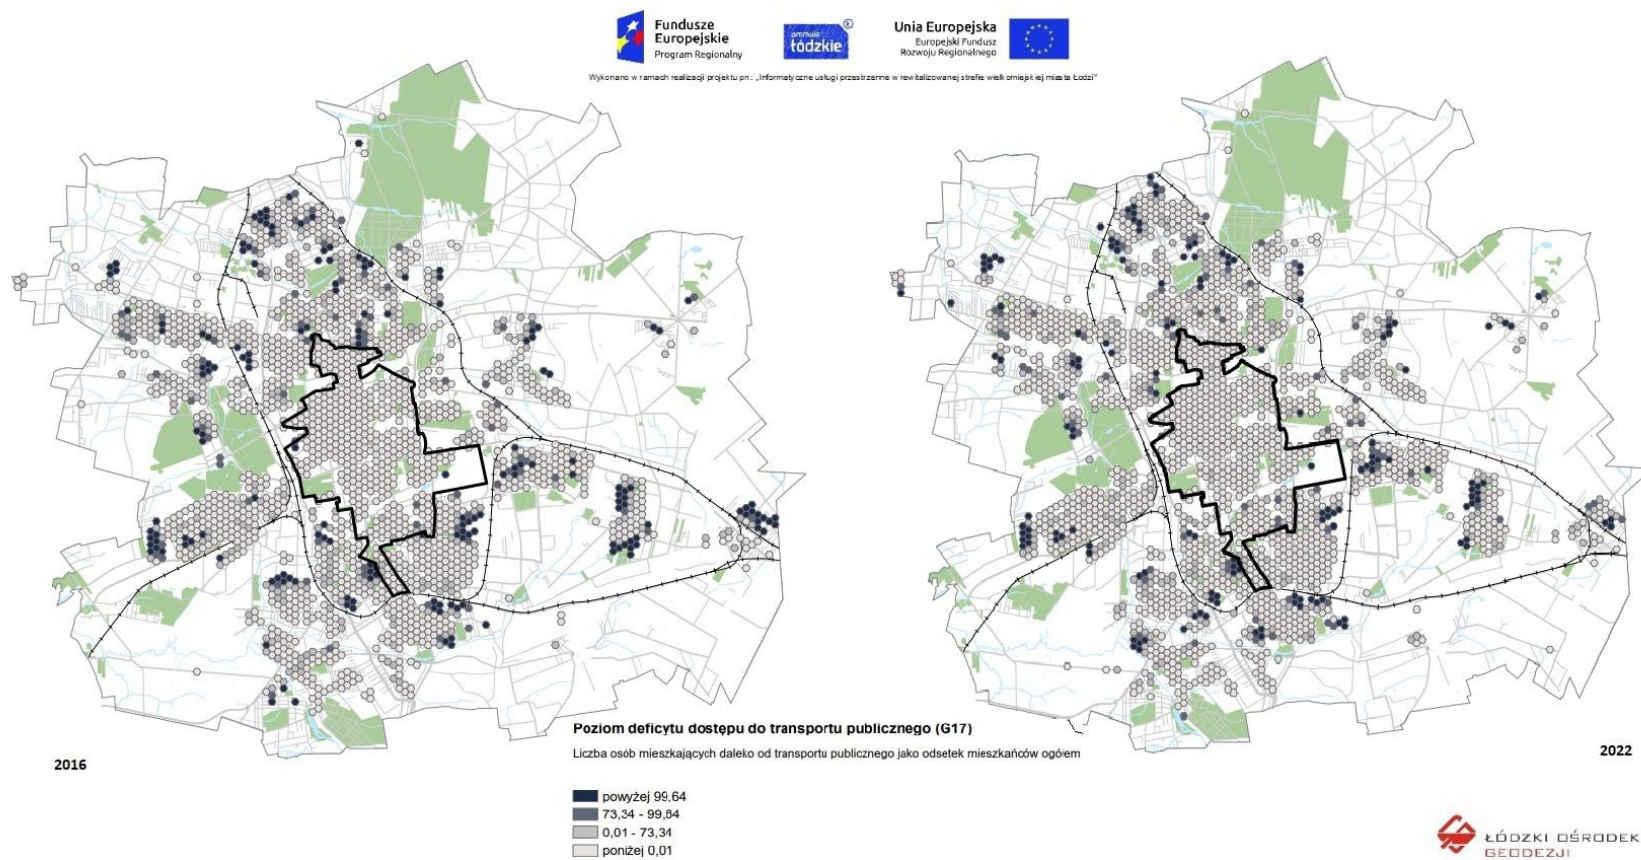 Fundusze
Europejskie
Program Regionalny
promuje
łódzkie
Unia Europejska
Europejski Fundusz
Rozwoju Regionalnego
Wykonano w ramach realizacji projektu pn.: „Informatyczne usługi przestrzenne w rewitalizowanej strefie wielkomiejskiej miasta Łodzi"
Poziom deficytu dostępu do transportu publicznego (G17)
Liczba osób mieszkających daleko od transportu publicznego jako odsetek mieszkańców ogółem
2016
2022
powyżej 99,64
73,34 - 99,64
0,01 - 73,34
poniżej 0,01
ŁÓDZKI OŚRODEK
GEODEZJI